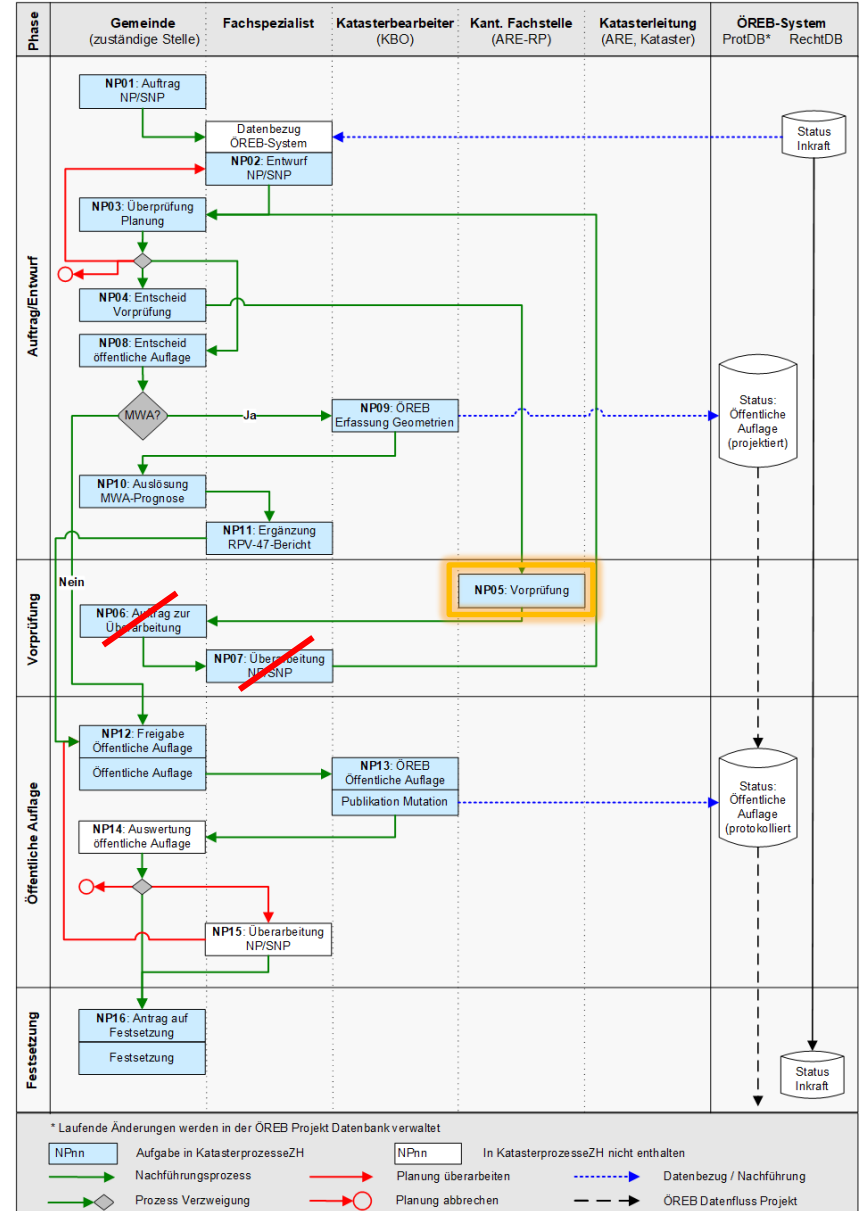 Phase
Gemeinde
(zuständige Stelle)
Fachspezialist
Katasterbearbeiter
(KBO)
Kant. Fachstelle
(ARE-RP)
Katasterleitung
(ARE, Kataster)
ÖREB-System
ProtDB* RechtDB
Auftrag/Entwurf
NP01: Auftrag
NP/SNP
Datenbezug
ÖREB-System
NP02: Entwurf
NP/SNP
Status
Inkraft
NP03: Überprüfung
Planung
NP04: Entscheid
Vorprüfung
NP08: Entscheid
öffentliche Auflage
MWA?
Ja
NP09: ÖREB
Erfassung Geometrien
Status:
Öffentliche
Auflage
(projektiert)
NP10: Auslösung
MWA-Prognose
NP11: Ergänzung
RPV-47-Bericht
Nein
Vorprüfung
NP05: Vorprüfung
NP06: Auftrag zur
Überarbeitung
NP07: Überarbeitung
NP/SNP
Öffentliche Auflage
NP12: Freigabe
Öffentliche Auflage
Öffentliche Auflage
NP13: ÖREB
Öffentliche Auflage
Publikation Mutation
Status:
Öffentliche
Auflage
(protokolliert
NP14: Auswertung
öffentliche Auflage
NP15: Überarbeitung
NP/SNP
Festsetzung
NP16: Antrag auf
Festsetzung
Festsetzung
Status
Inkraft
* Laufende Änderungen werden in der ÖREB Projekt Datenbank verwaltet
NPnn Aufgabe in KatasterprozesseZH
NPnn In KatasterprozesseZH nicht enthalten
Nachführungsprozess
Planung überarbeiten
Datenbezug / Nachführung
Prozess Verzweigung
Planung abbrechen
ÖREB Datenfluss Projekt